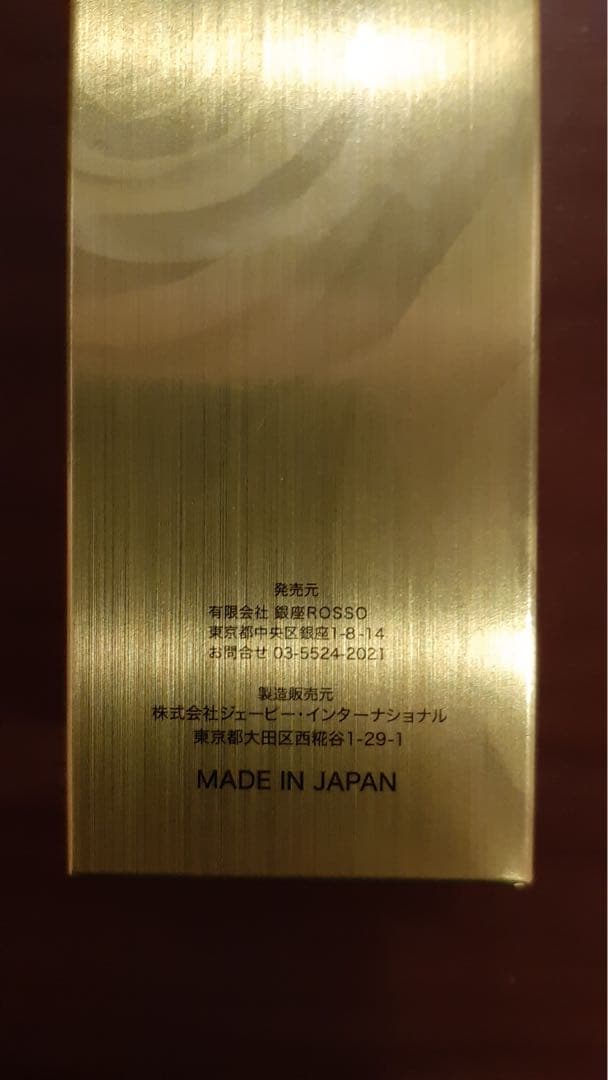 発売元
有限会社 銀座ROSSO
東京都中央区銀座1-8-14
お問合せ 03-5524-2021
製造販売元
株式会社ジェービー・インターナショナル
東京都大田区西糀谷1-29-1
MADE IN JAPAN